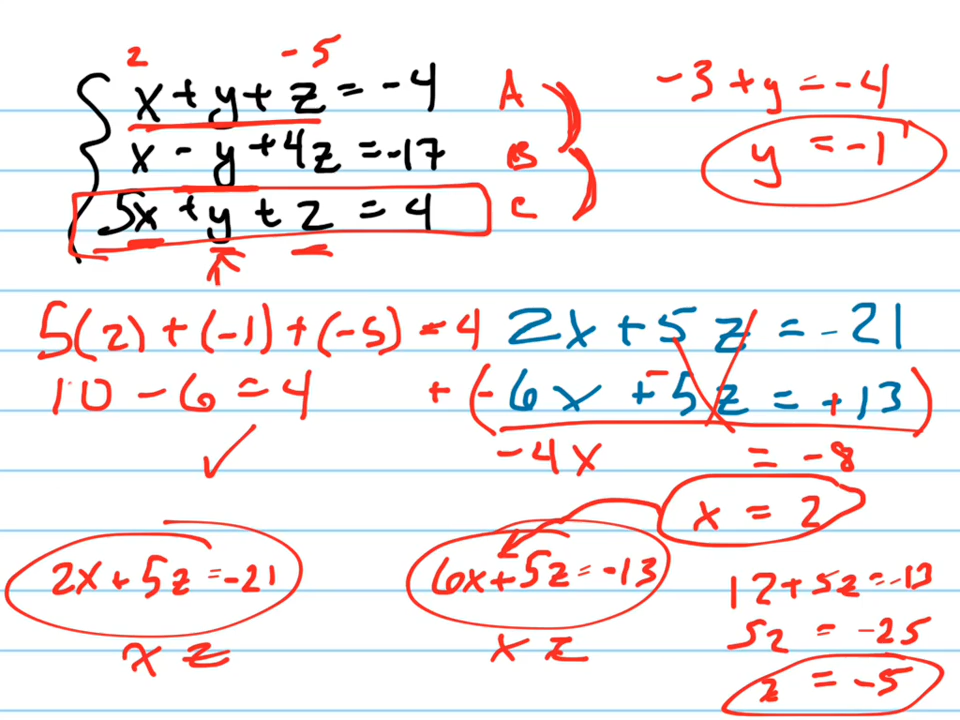 2 -5
x + y + z = -4 A
x - y + 4z = -17 B
5x + y + z = 4 C
-3 + y = -4
y = -1
5(2) + (-1) + (-5) = 4
10 - 6 = 4
✓
2x + 5z = -21
+ (-6x + -5z = +13)
-4x = -8
x = 2
2x + 5z = -21
x z
6x + 5z = -13
x z
12 + 5z = -13
5z = -25
z = -5